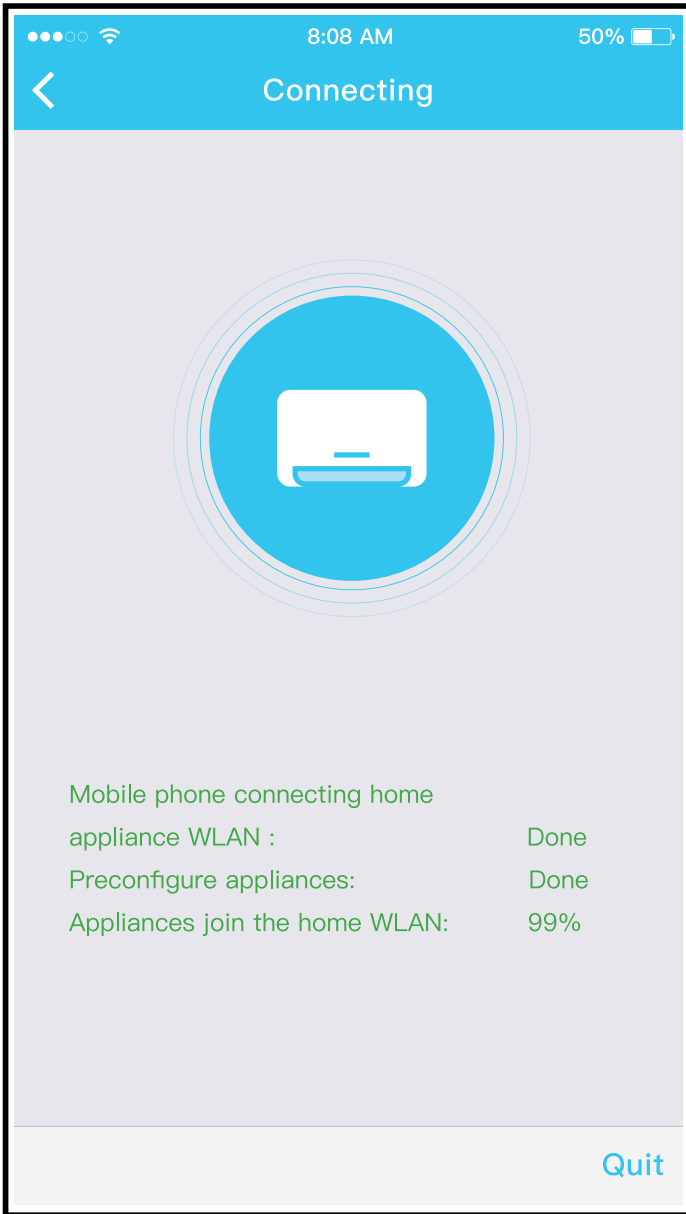 8:08 AM 50%
Connecting
Mobile phone connecting home
appliance WLAN : Done
Preconfigure appliances: Done
Appliances join the home WLAN: 99%
Quit